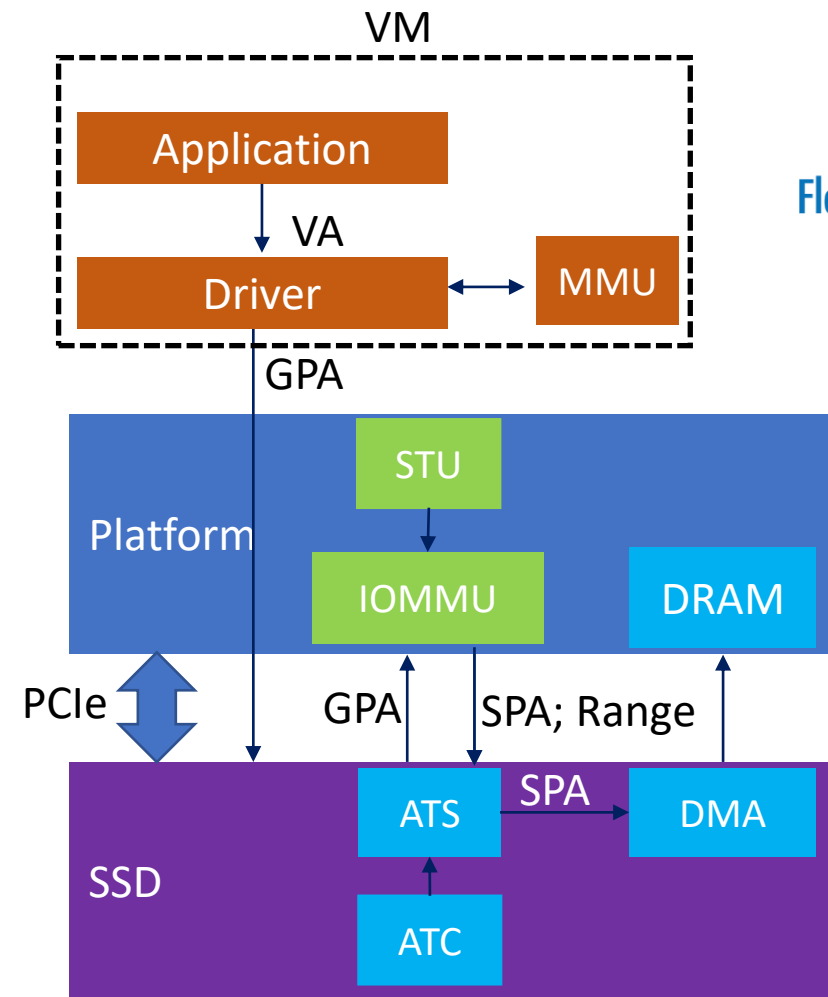 VM
Application
VA
Driver
MMU
GPA
STU
Platform
IOMMU
DRAM
PCIe
GPA
SPA; Range
SPA
ATS
DMA
SSD
ATC